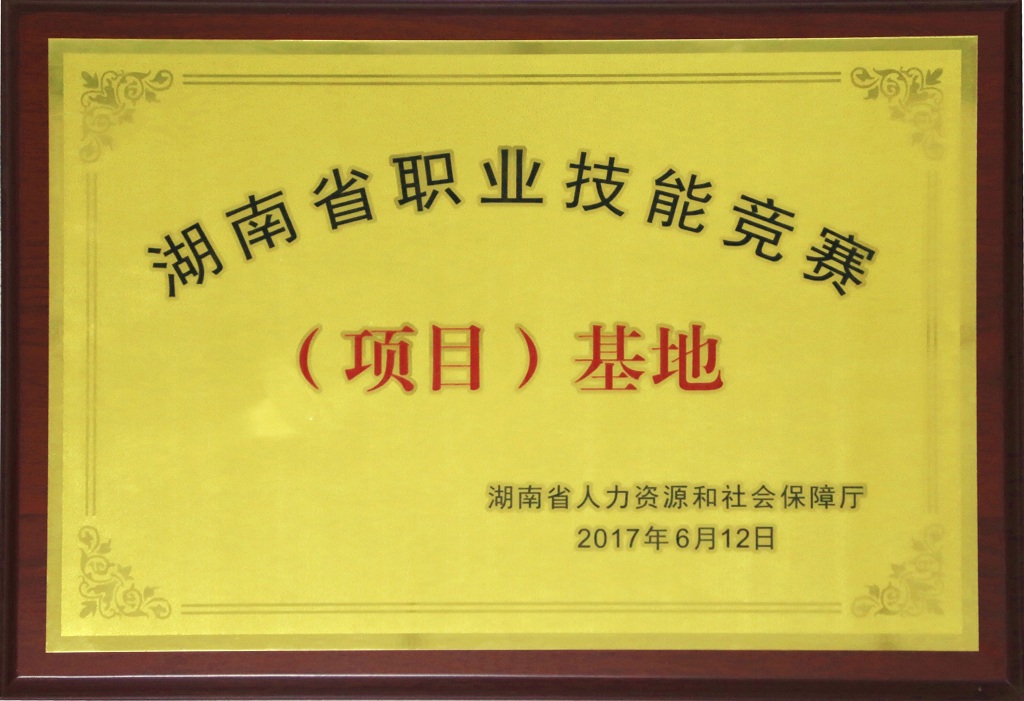 湖南省职业技能竞赛
（项目）基地
湖南省人力资源和社会保障厅
2017年6月12日